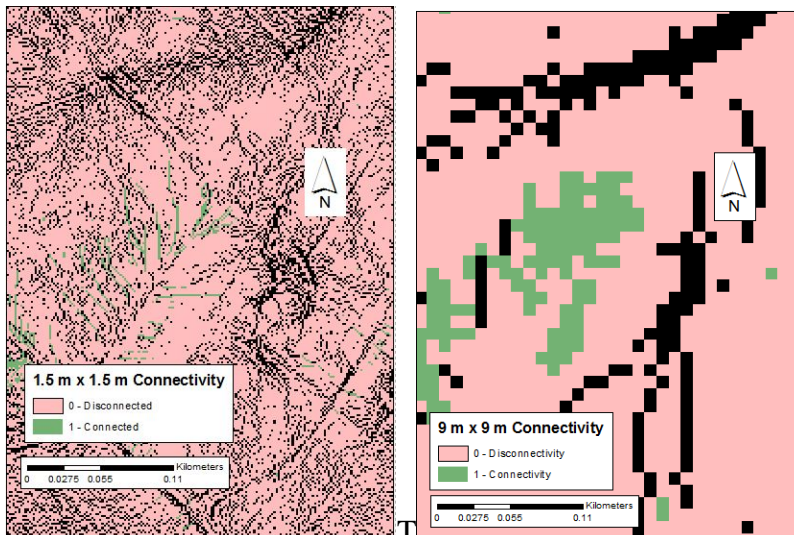 N
1.5 m x 1.5 m Connectivity
0 - Disconnected
1 - Connected
Kilometers
0 0.0275 0.055 0.11
T
N
9 m x 9 m Connectivity
0 - Disconnectivity
1 - Connectivity
Kilometers
0 0.0275 0.055 0.11